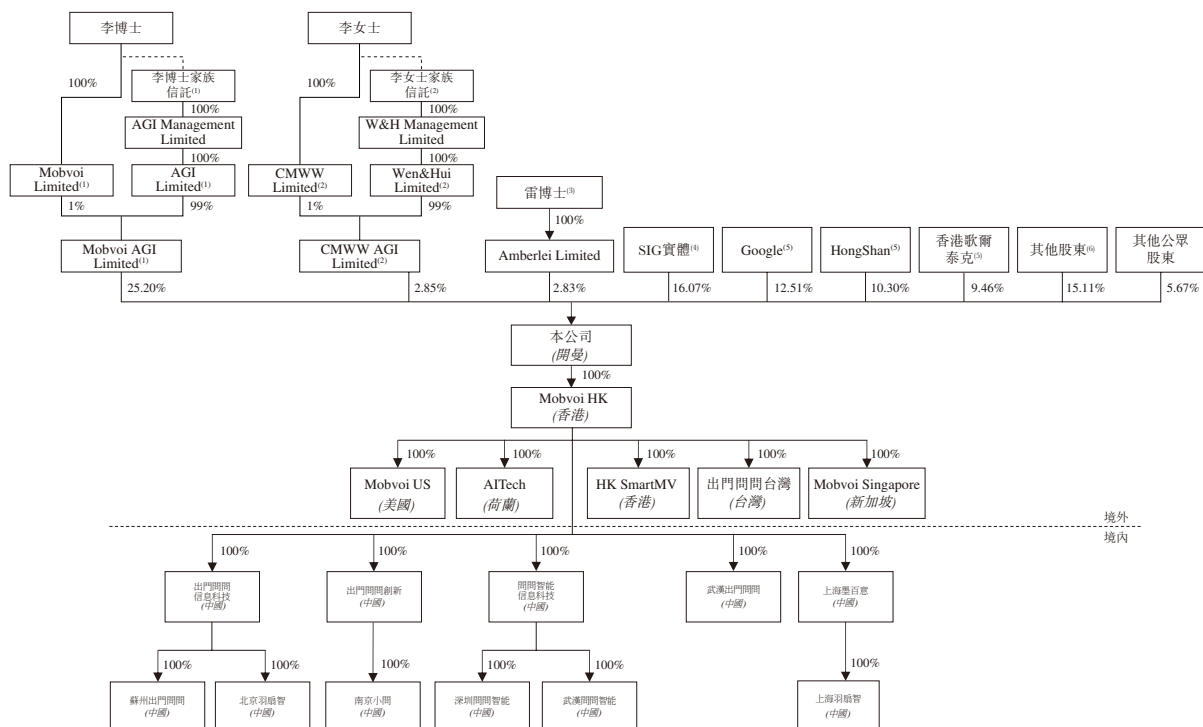 李博士
李女士
100%
李博士家族
信託(1)
100%
李女士家族
信託(2)
100%
100%
AGI Management
Limited
W&H Management
Limited
100%
100%
Mobvoi
Limited(1)
AGI
Limited(1)
CMWW
Limited(2)
Wen&Hui
Limited(2)
雷博士(3)
1%
99%
1%
99%
100%
Mobvoi AGI
Limited(1)
CMWW AGI
Limited(2)
Amberlei Limited
SIG實體(4)
Google(5)
HongShan(5)
香港歌爾
泰克(5)
其他股東(6)
其他公眾
股東
25.20%
2.85%
2.83%
16.07%
12.51%
10.30%
9.46%
15.11%
5.67%
本公司
(開曼)
100%
Mobvoi HK
(香港)
100%
100%
100%
100%
100%
Mobvoi US
(美國)
AITech
(荷蘭)
HK SmartMV
(香港)
出門問問台灣
(台灣)
Mobvoi Singapore
(新加坡)
境外
境內
100%
100%
100%
100%
100%
出門問問
信息科技
(中國)
出門問問創新
(中國)
問問智能
信息科技
(中國)
武漢出門問問
(中國)
上海墨百意
(中國)
100%
100%
100%
100%
100%
100%
蘇州出門問問
(中國)
北京羽扇智
(中國)
南京小問
(中國)
深圳問問智能
(中國)
武漢問問智能
(中國)
上海羽扇智
(中國)